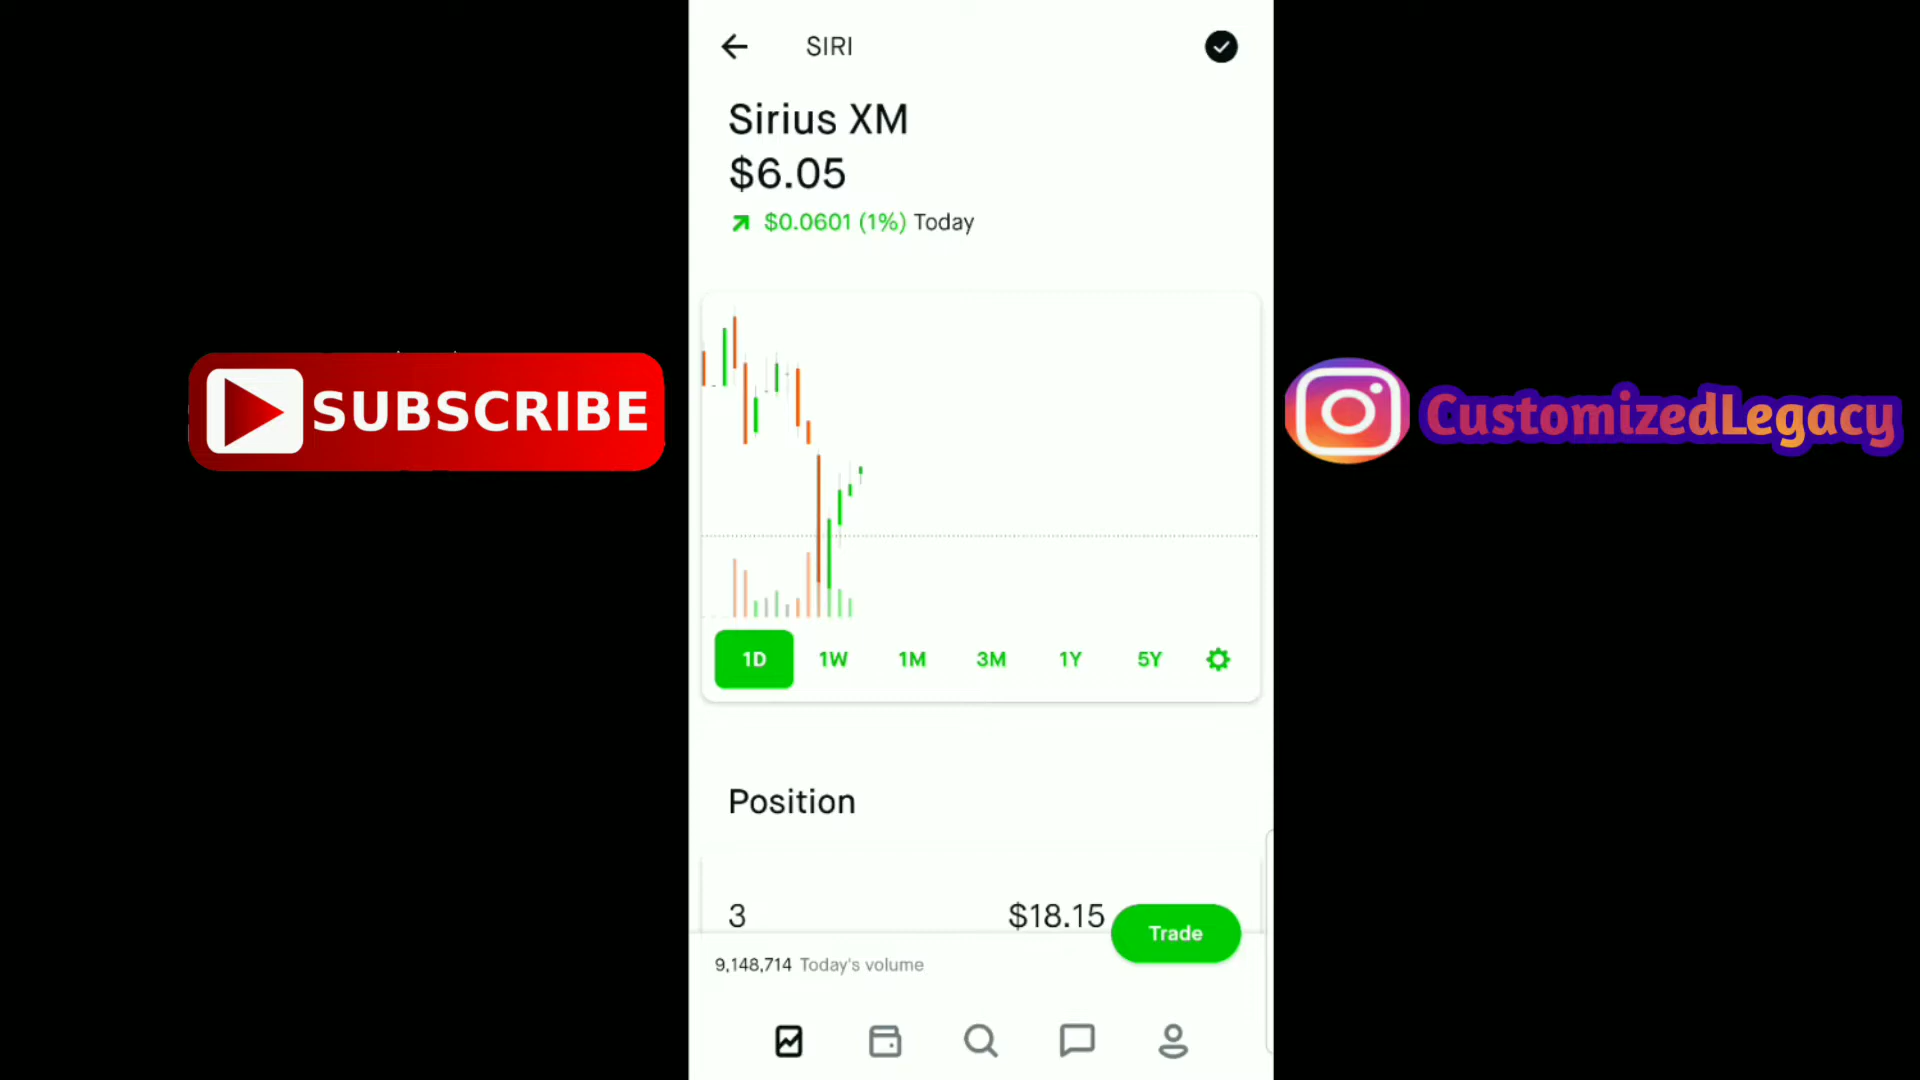 SIRI
Sirius XM
$6.05
$0.0601 (1%) Today
SUBSCRIBE
CustomizedLegacy
1D 1W 1M 3M 1Y 5Y
Position
3 $18.15
Trade
9,148,714 Today's volume